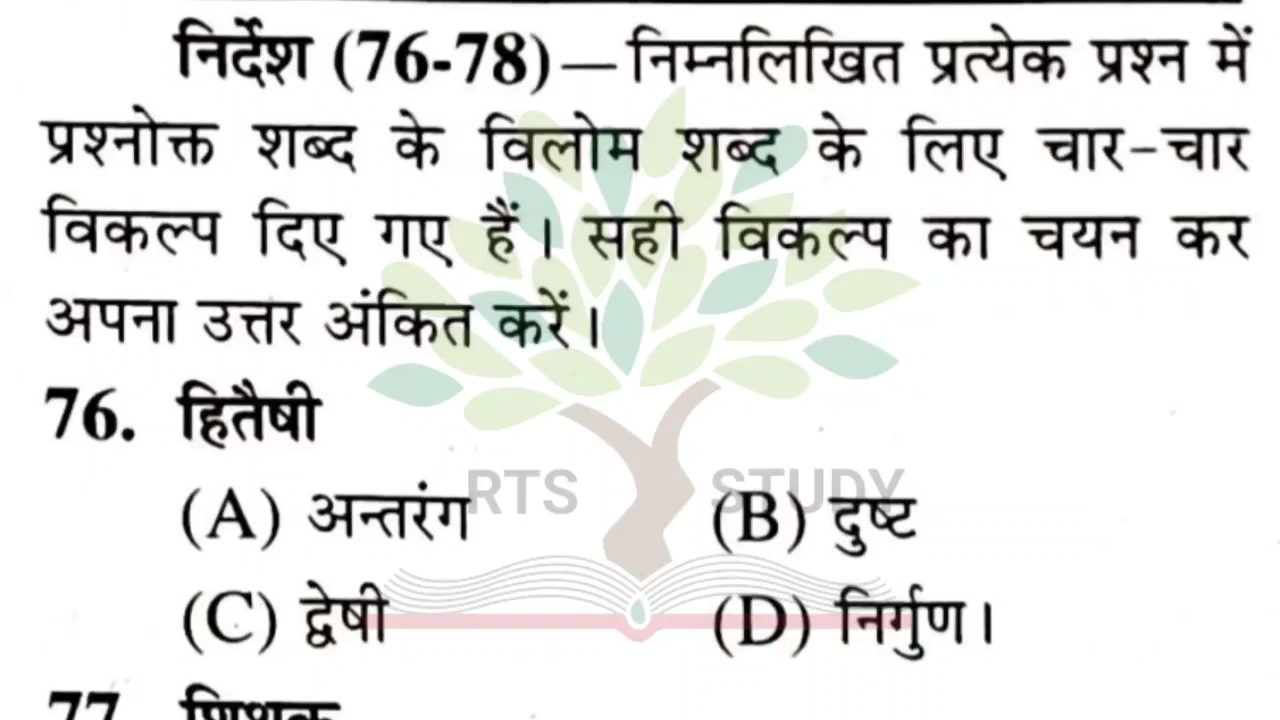 निर्देश (76-78)—निम्नलिखित प्रत्येक प्रश्न में
प्रश्नोक्त शब्द के विलोम शब्द के लिए चार-चार
विकल्प दिए गए हैं। सही विकल्प का चयन कर
अपना उत्तर अंकित करें।
76. हितैषी
RTS STUDY
(A) अन्तरंग (B) दुष्ट
(C) द्वेषी (D) निर्गुण।
77.